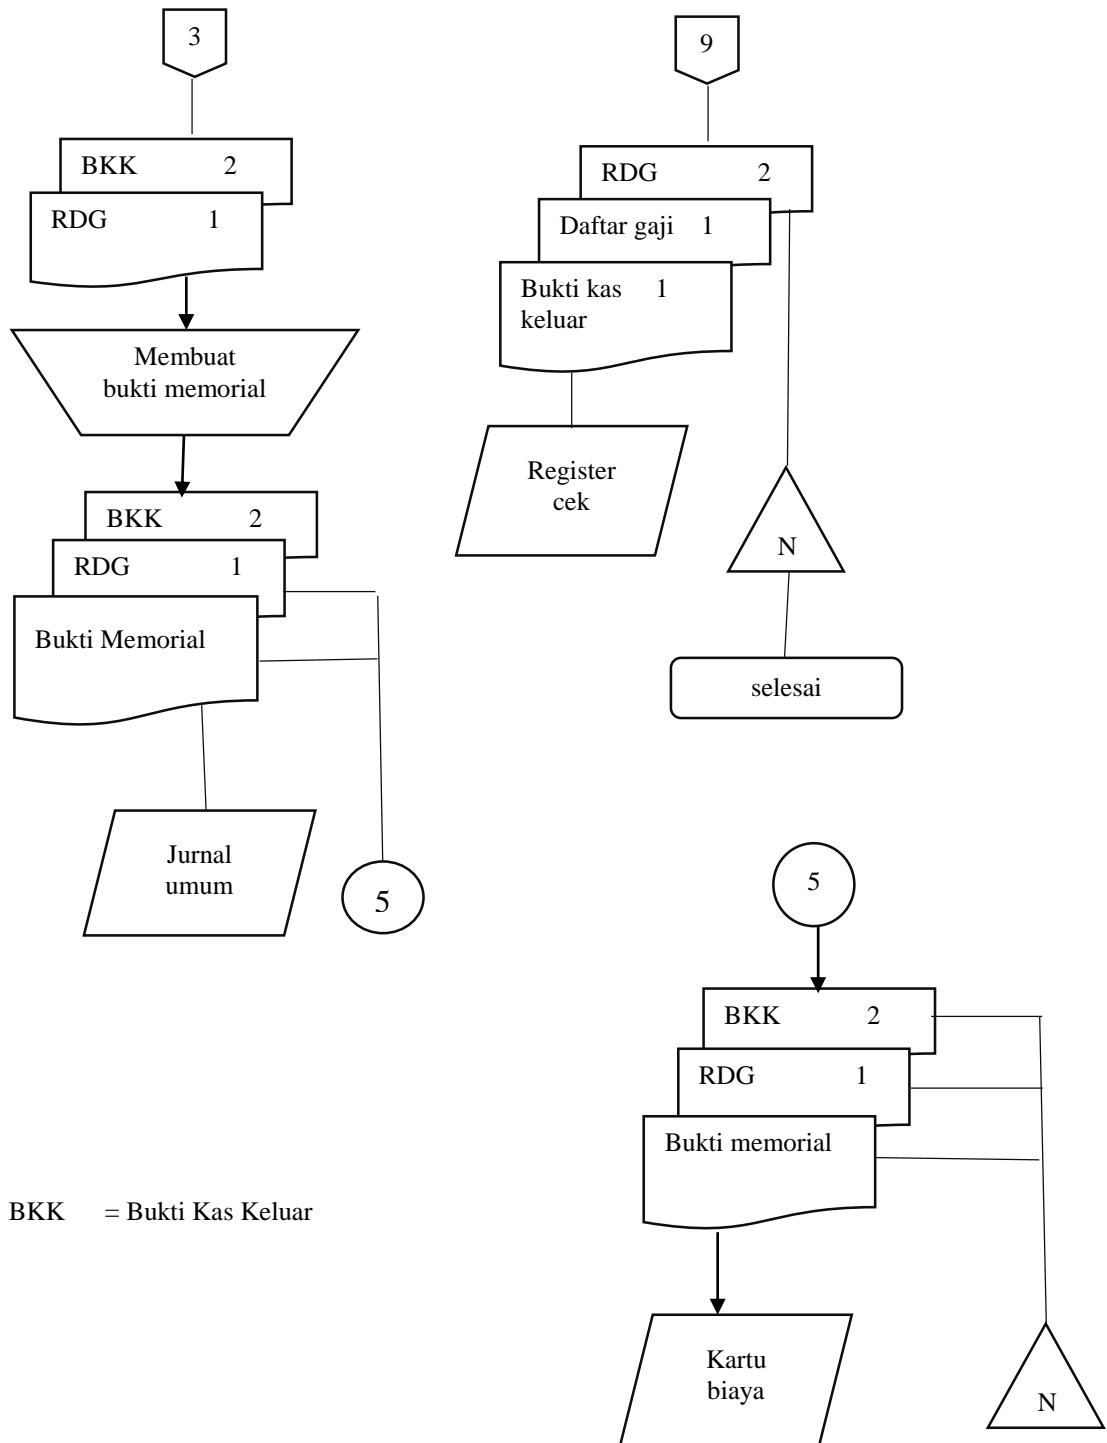 3
BKK 2
RDG 1
Membuat
bukti memorial
BKK 2
RDG 1
Bukti Memorial
Jurnal
umum
5
9
RDG 2
Daftar gaji 1
Bukti kas 1
keluar
Register
cek
N
selesai
5
BKK 2
RDG 1
Bukti memorial
Kartu
biaya
N
BKK = Bukti Kas Keluar